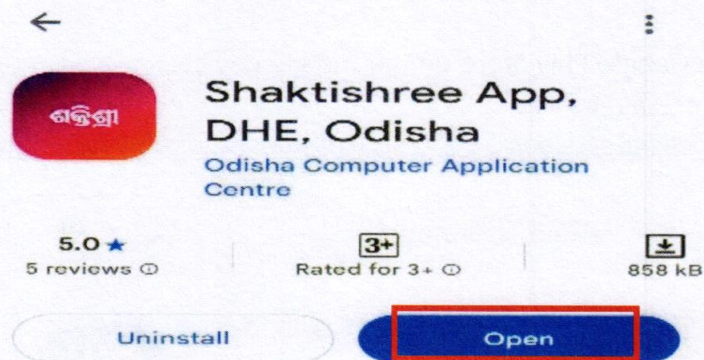 Shaktishree App,
ଶକ୍ତିଶ୍ରୀ
DHE, Odisha
Odisha Computer Application
Centre
5.0 ★
3+
5 reviews
Rated for 3+
858 kB
Uninstall
Open